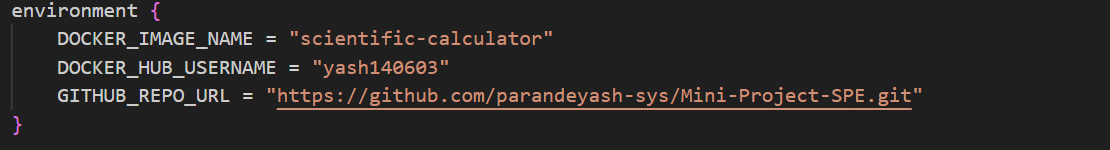 environment {
DOCKER_IMAGE_NAME = "scientific-calculator"
DOCKER_HUB_USERNAME = "yash140603"
GITHUB_REPO_URL = "https://github.com/parandeyash-sys/Mini-Project-SPE.git"
}